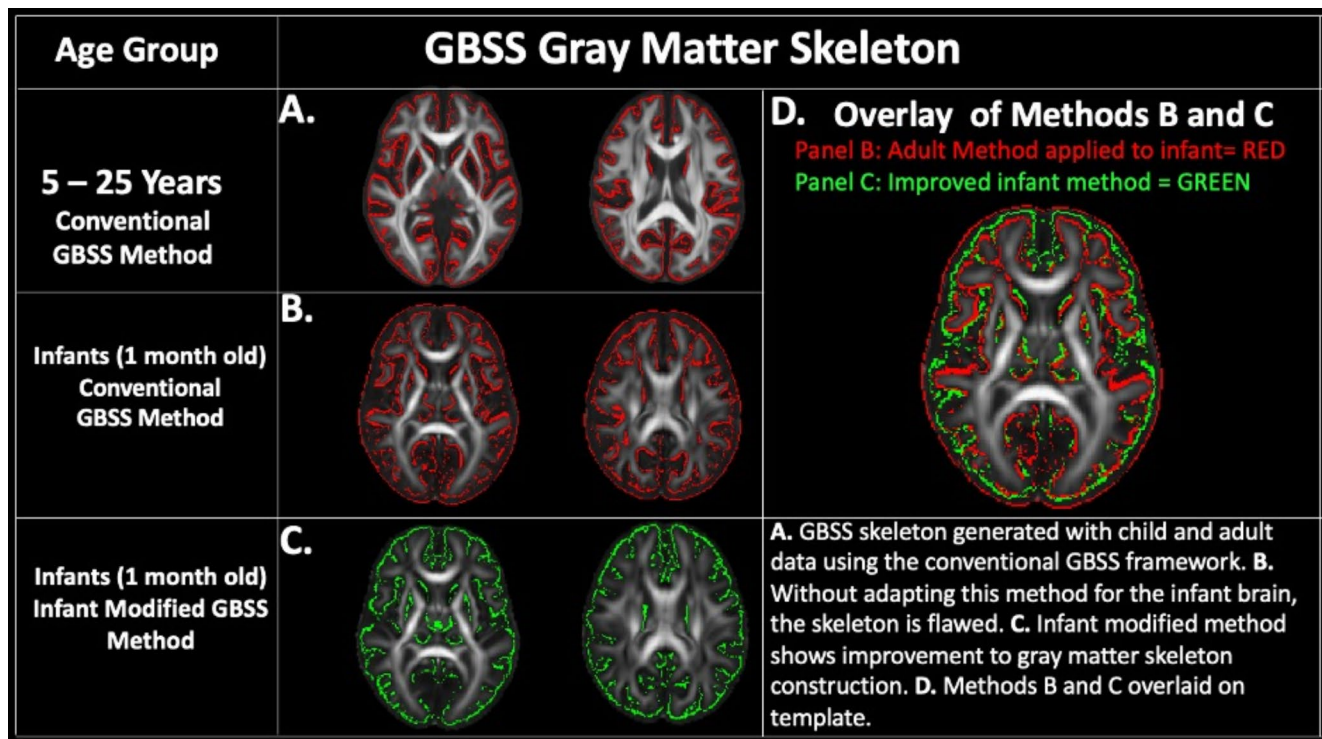 Age Group
GBSS Gray Matter Skeleton
5 – 25 Years
Conventional
GBSS Method
A.
Infants (1 month old)
Conventional
GBSS Method
B.
Infants (1 month old)
Infant Modified GBSS
Method
C.
D. Overlay of Methods B and C
Panel B: Adult Method applied to infant= RED
Panel C: Improved infant method = GREEN
A. GBSS skeleton generated with child and adult
data using the conventional GBSS framework. B.
Without adapting this method for the infant brain,
the skeleton is flawed. C. Infant modified method
shows improvement to gray matter skeleton
construction. D. Methods B and C overlaid on
template.